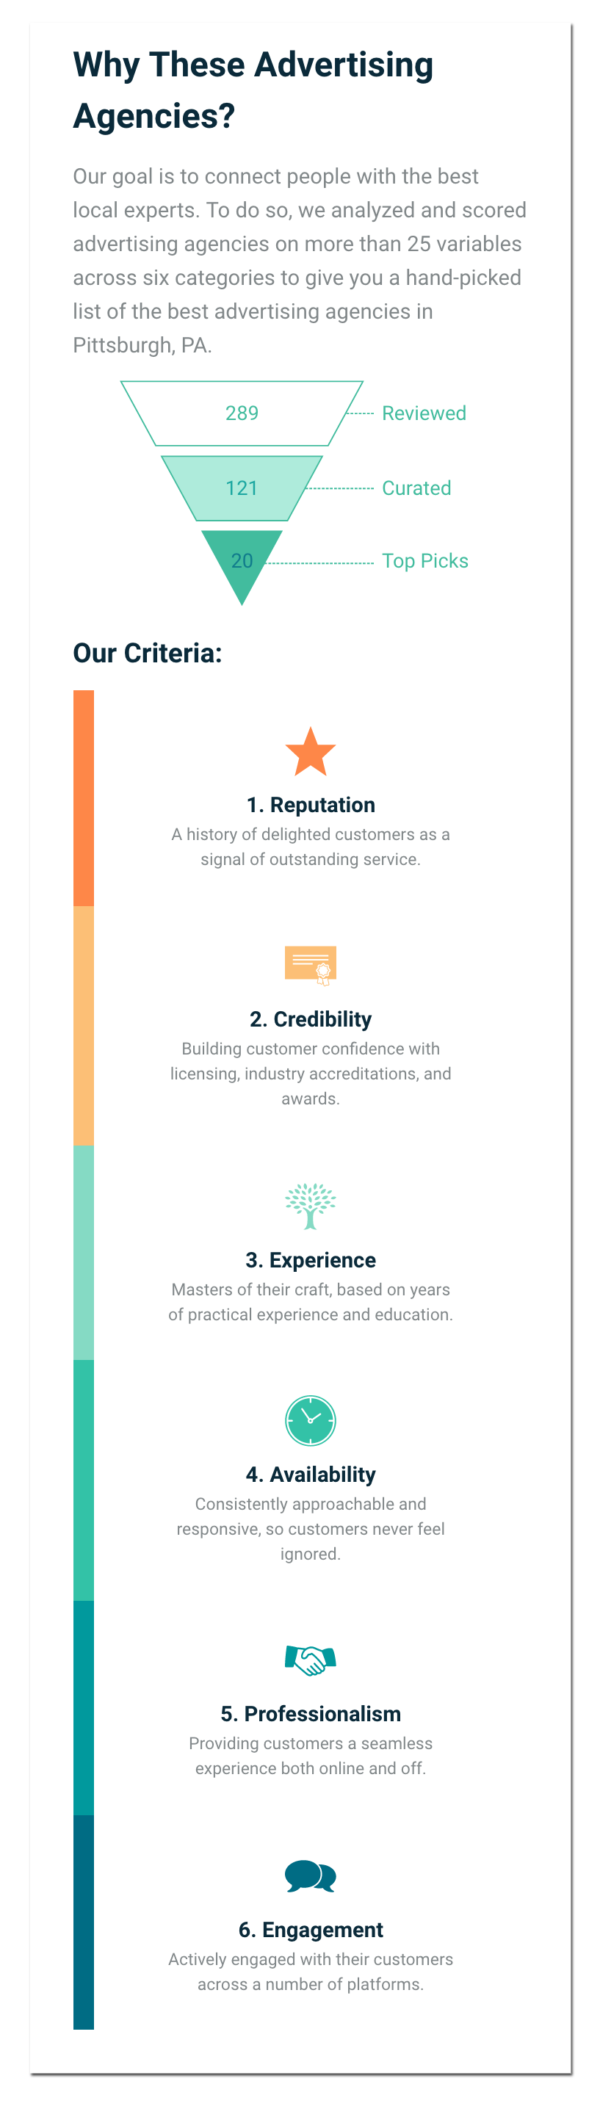 Why These Advertising
Agencies?
Our goal is to connect people with the best
local experts. To do so, we analyzed and scored
advertising agencies on more than 25 variables
across six categories to give you a hand-picked
list of the best advertising agencies in
Pittsburgh, PA.
289 Reviewed
121 Curated
20 Top Picks
Our Criteria:
1. Reputation
A history of delighted customers as a
signal of outstanding service.
2. Credibility
Building customer confidence with
licensing, industry accreditations, and
awards.
3. Experience
Masters of their craft, based on years
of practical experience and education.
4. Availability
Consistently approachable and
responsive, so customers never feel
ignored.
5. Professionalism
Providing customers a seamless
experience both online and off.
6. Engagement
Actively engaged with their customers
across a number of platforms.